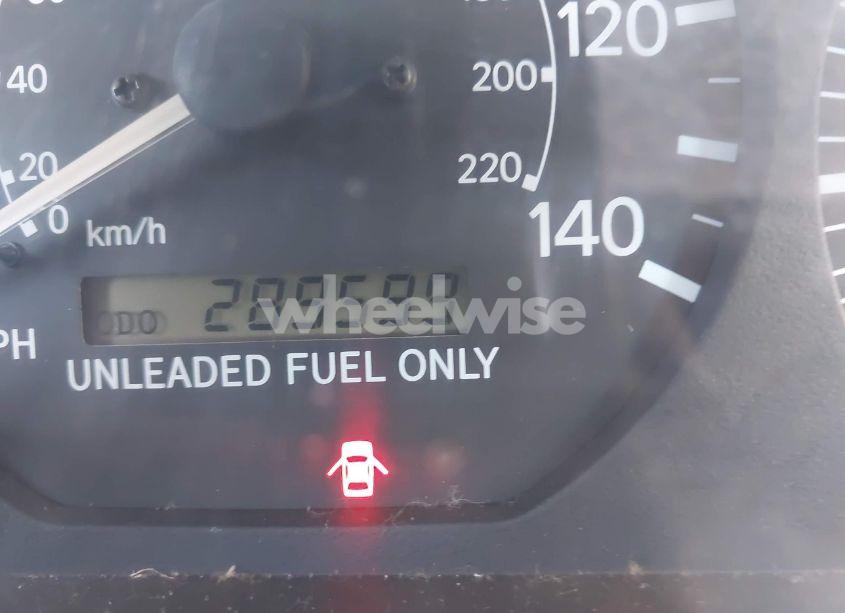 120
40
200
20
220
0
km/h
140
ODO
wheelwise
PH
UNLEADED FUEL ONLY